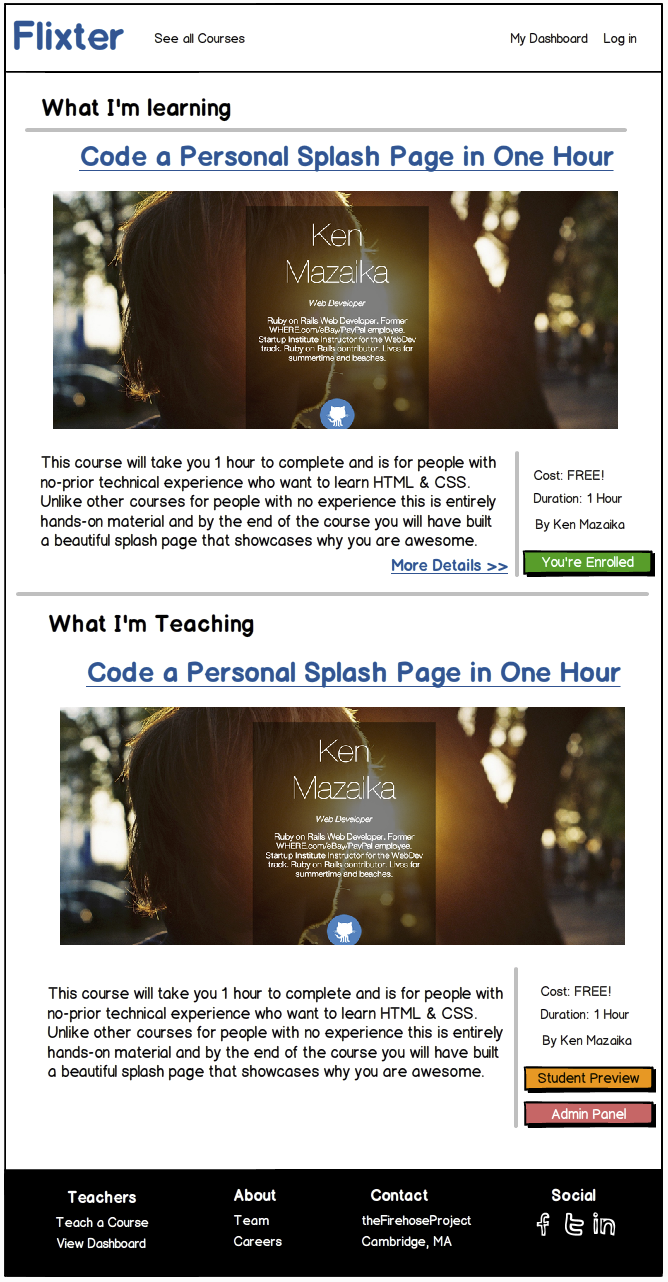 Flixter
See all Courses
My Dashboard
Log in
What I'm learning
Code a Personal Splash Page in One Hour
Ken
Mazaika
Web Developer
Ruby on Rails Web Developer. Former
WHERE.com/eBay/PayPal employee.
Startup Institute Instructor for the WebDev
track. Ruby on Rails contributor. Lives for
summertime and beaches.
This course will take you 1 hour to complete and is for people with
no-prior technical experience who want to learn HTML & CSS.
Unlike other courses for people with no experience this is entirely
hands-on material and by the end of the course you will have built
a beautiful splash page that showcases why you are awesome.
More Details >>
Cost: FREE!
Duration: 1 Hour
By Ken Mazaika
You're Enrolled
What I'm Teaching
Code a Personal Splash Page in One Hour
Ken
Mazaika
Web Developer
Ruby on Rails Web Developer. Former
WHERE.com/eBay/PayPal employee.
Startup Institute Instructor for the WebDev
track. Ruby on Rails contributor. Lives for
summertime and beaches.
This course will take you 1 hour to complete and is for people with
no-prior technical experience who want to learn HTML & CSS.
Unlike other courses for people with no experience this is entirely
hands-on material and by the end of the course you will have built
a beautiful splash page that showcases why you are awesome.
Cost: FREE!
Duration: 1 Hour
By Ken Mazaika
Student Preview
Admin Panel
Teachers
Teach a Course
View Dashboard
About
Team
Careers
Contact
theFirehoseProject
Cambridge, MA
Social